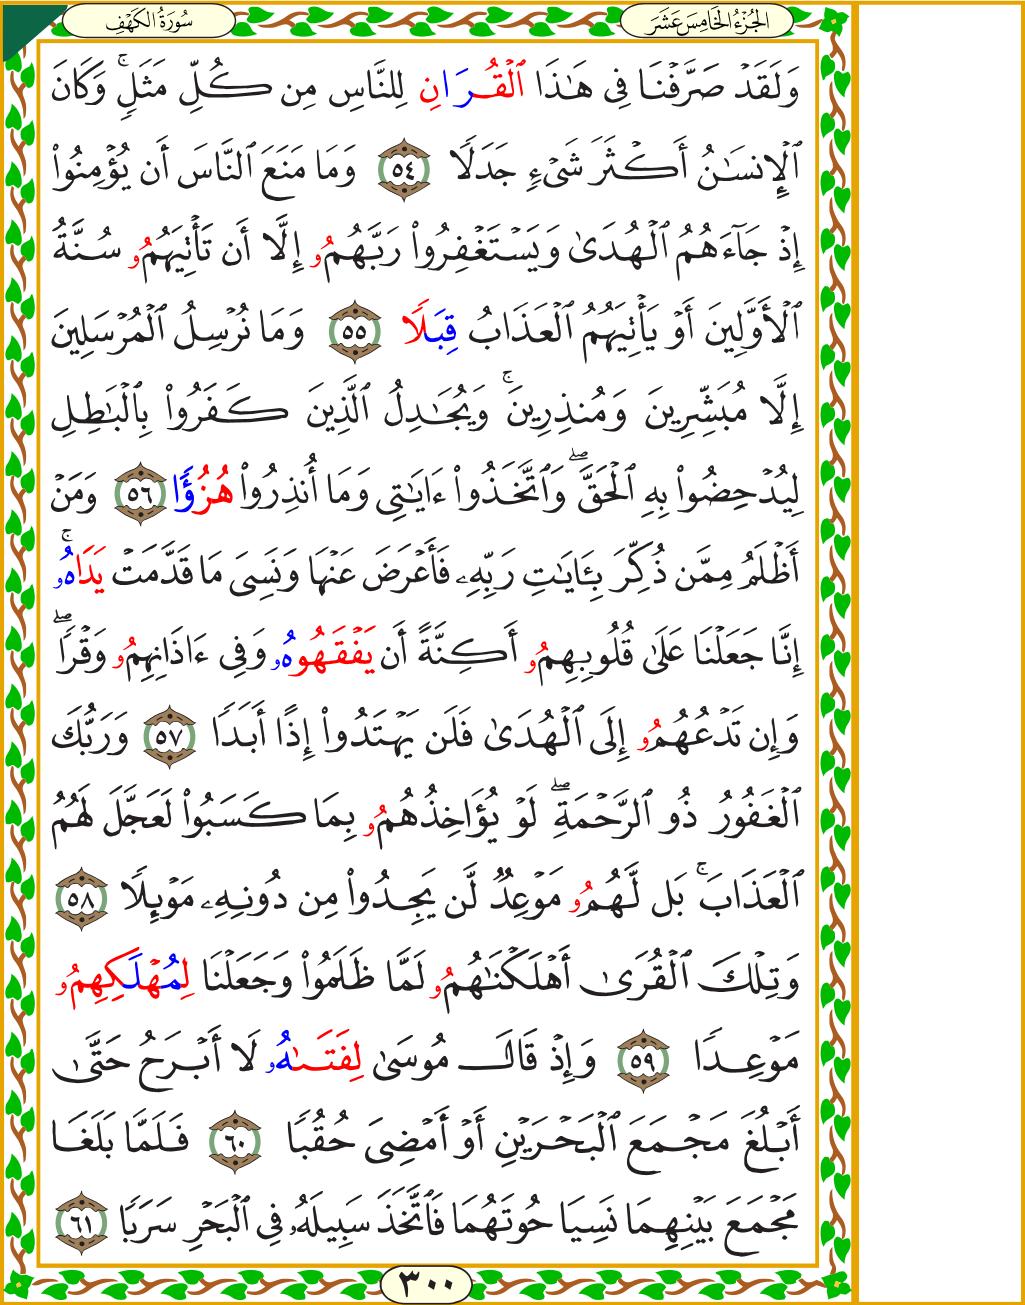 سُورَةُ الكَهْفِ
الجُزْءُ الخَامِسَ عَشَرَ
وَلَقَدۡ صَرَّفۡنَا فِي هَٰذَا ٱلۡقُرَانِ لِلنَّاسِ مِن كُلِّ مَثَلٖۚ وَكَانَ
ٱلۡإِنسَٰنُ أَكۡثَرَ شَيۡءٖ جَدَلٗا ٥٤ وَمَا مَنَعَ ٱلنَّاسَ أَن يُؤۡمِنُواْ
إِذۡ جَآءَهُمُ ٱلۡهُدَىٰ وَيَسۡتَغۡفِرُواْ رَبَّهُمُۥ إِلَّا أَن تَأۡتِيَهُمُۥ سُنَّةُ
ٱلۡأَوَّلِينَ أَوۡ يَأۡتِيَهُمُ ٱلۡعَذَابُ قِبَلٗا ٥٥ وَمَا نُرۡسِلُ ٱلۡمُرۡسَلِينَ
إِلَّا مُبَشِّرِينَ وَمُنذِرِينَۚ وَيُجَٰدِلُ ٱلَّذِينَ كَفَرُواْ بِٱلۡبَٰطِلِ
لِيُدۡحِضُواْ بِهِ ٱلۡحَقَّۖ وَٱتَّخَذُواْ ءَايَٰتِي وَمَا أُنذِرُواْ هُزُؤٗا ٥٦ وَمَنۡ
أَظۡلَمُ مِمَّن ذُكِّرَ بِـَٔايَٰتِ رَبِّهِۦ فَأَعۡرَضَ عَنۡهَا وَنَسِيَ مَا قَدَّمَتۡ يَدَاهُۥۚ
إِنَّا جَعَلۡنَا عَلَىٰ قُلُوبِهِمُۥ أَكِنَّةً أَن يَفۡقَهُوهُۥ وَفِي ءَاذَانِهِمُۥ وَقۡرٗاۖ
وَإِن تَدۡعُهُمُۥ إِلَى ٱلۡهُدَىٰ فَلَن يَهۡتَدُواْ إِذًا أَبَدٗا ٥٧ وَرَبُّكَ
ٱلۡغَفُورُ ذُو ٱلرَّحۡمَةِۖ لَوۡ يُؤَاخِذُهُمُۥ بِمَا كَسَبُواْ لَعَجَّلَ لَهُمُ
ٱلۡعَذَابَۚ بَل لَّهُمُۥ مَوۡعِدٞ لَّن يَجِدُواْ مِن دُونِهِۦ مَوۡئِلٗا ٥٨
وَتِلۡكَ ٱلۡقُرَىٰ أَهۡلَكۡنَٰهُمُۥ لَمَّا ظَلَمُواْ وَجَعَلۡنَا لِمُهۡلَكِهِمُۥ
مَوۡعِدٗا ٥٩ وَإِذۡ قَالَ مُوسَىٰ لِفَتَىٰهُۥ لَا أَبۡرَحُ حَتَّىٰ
أَبۡلُغَ مَجۡمَعَ ٱلۡبَحۡرَيۡنِ أَوۡ أَمۡضِيَ حُقُبٗا ٦٠ فَلَمَّا بَلَغَا
مَجۡمَعَ بَيۡنِهِمَا نَسِيَا حُوتَهُمَا فَٱتَّخَذَ سَبِيلَهُۥ فِي ٱلۡبَحۡرِ سَرَبٗا ٦١
٣٠٠